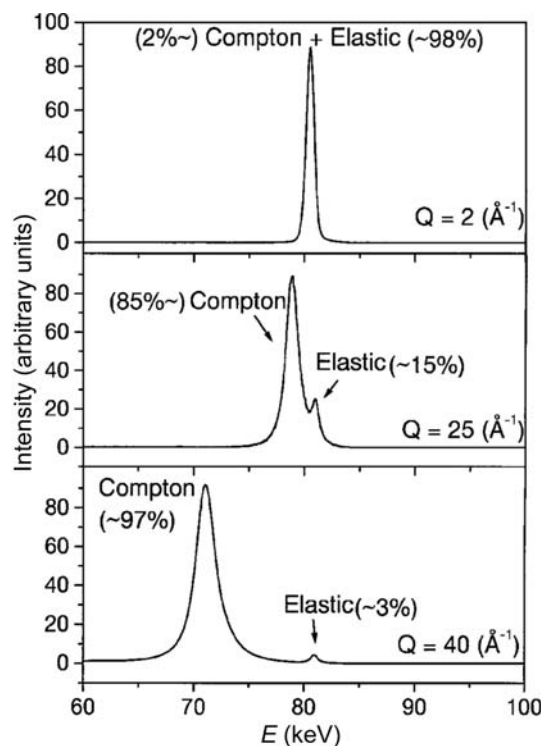 Intensity (arbitrary units)
100
80
60
40
20
0
(2%~) Compton + Elastic (~98%)
Q = 2 (Å⁻¹)
80
60
40
20
0
(85%~) Compton
Elastic (~15%)
Q = 25 (Å⁻¹)
80
60
40
20
0
Compton
(~97%)
Elastic (~3%)
Q = 40 (Å⁻¹)
60 70 80 90 100
E (keV)